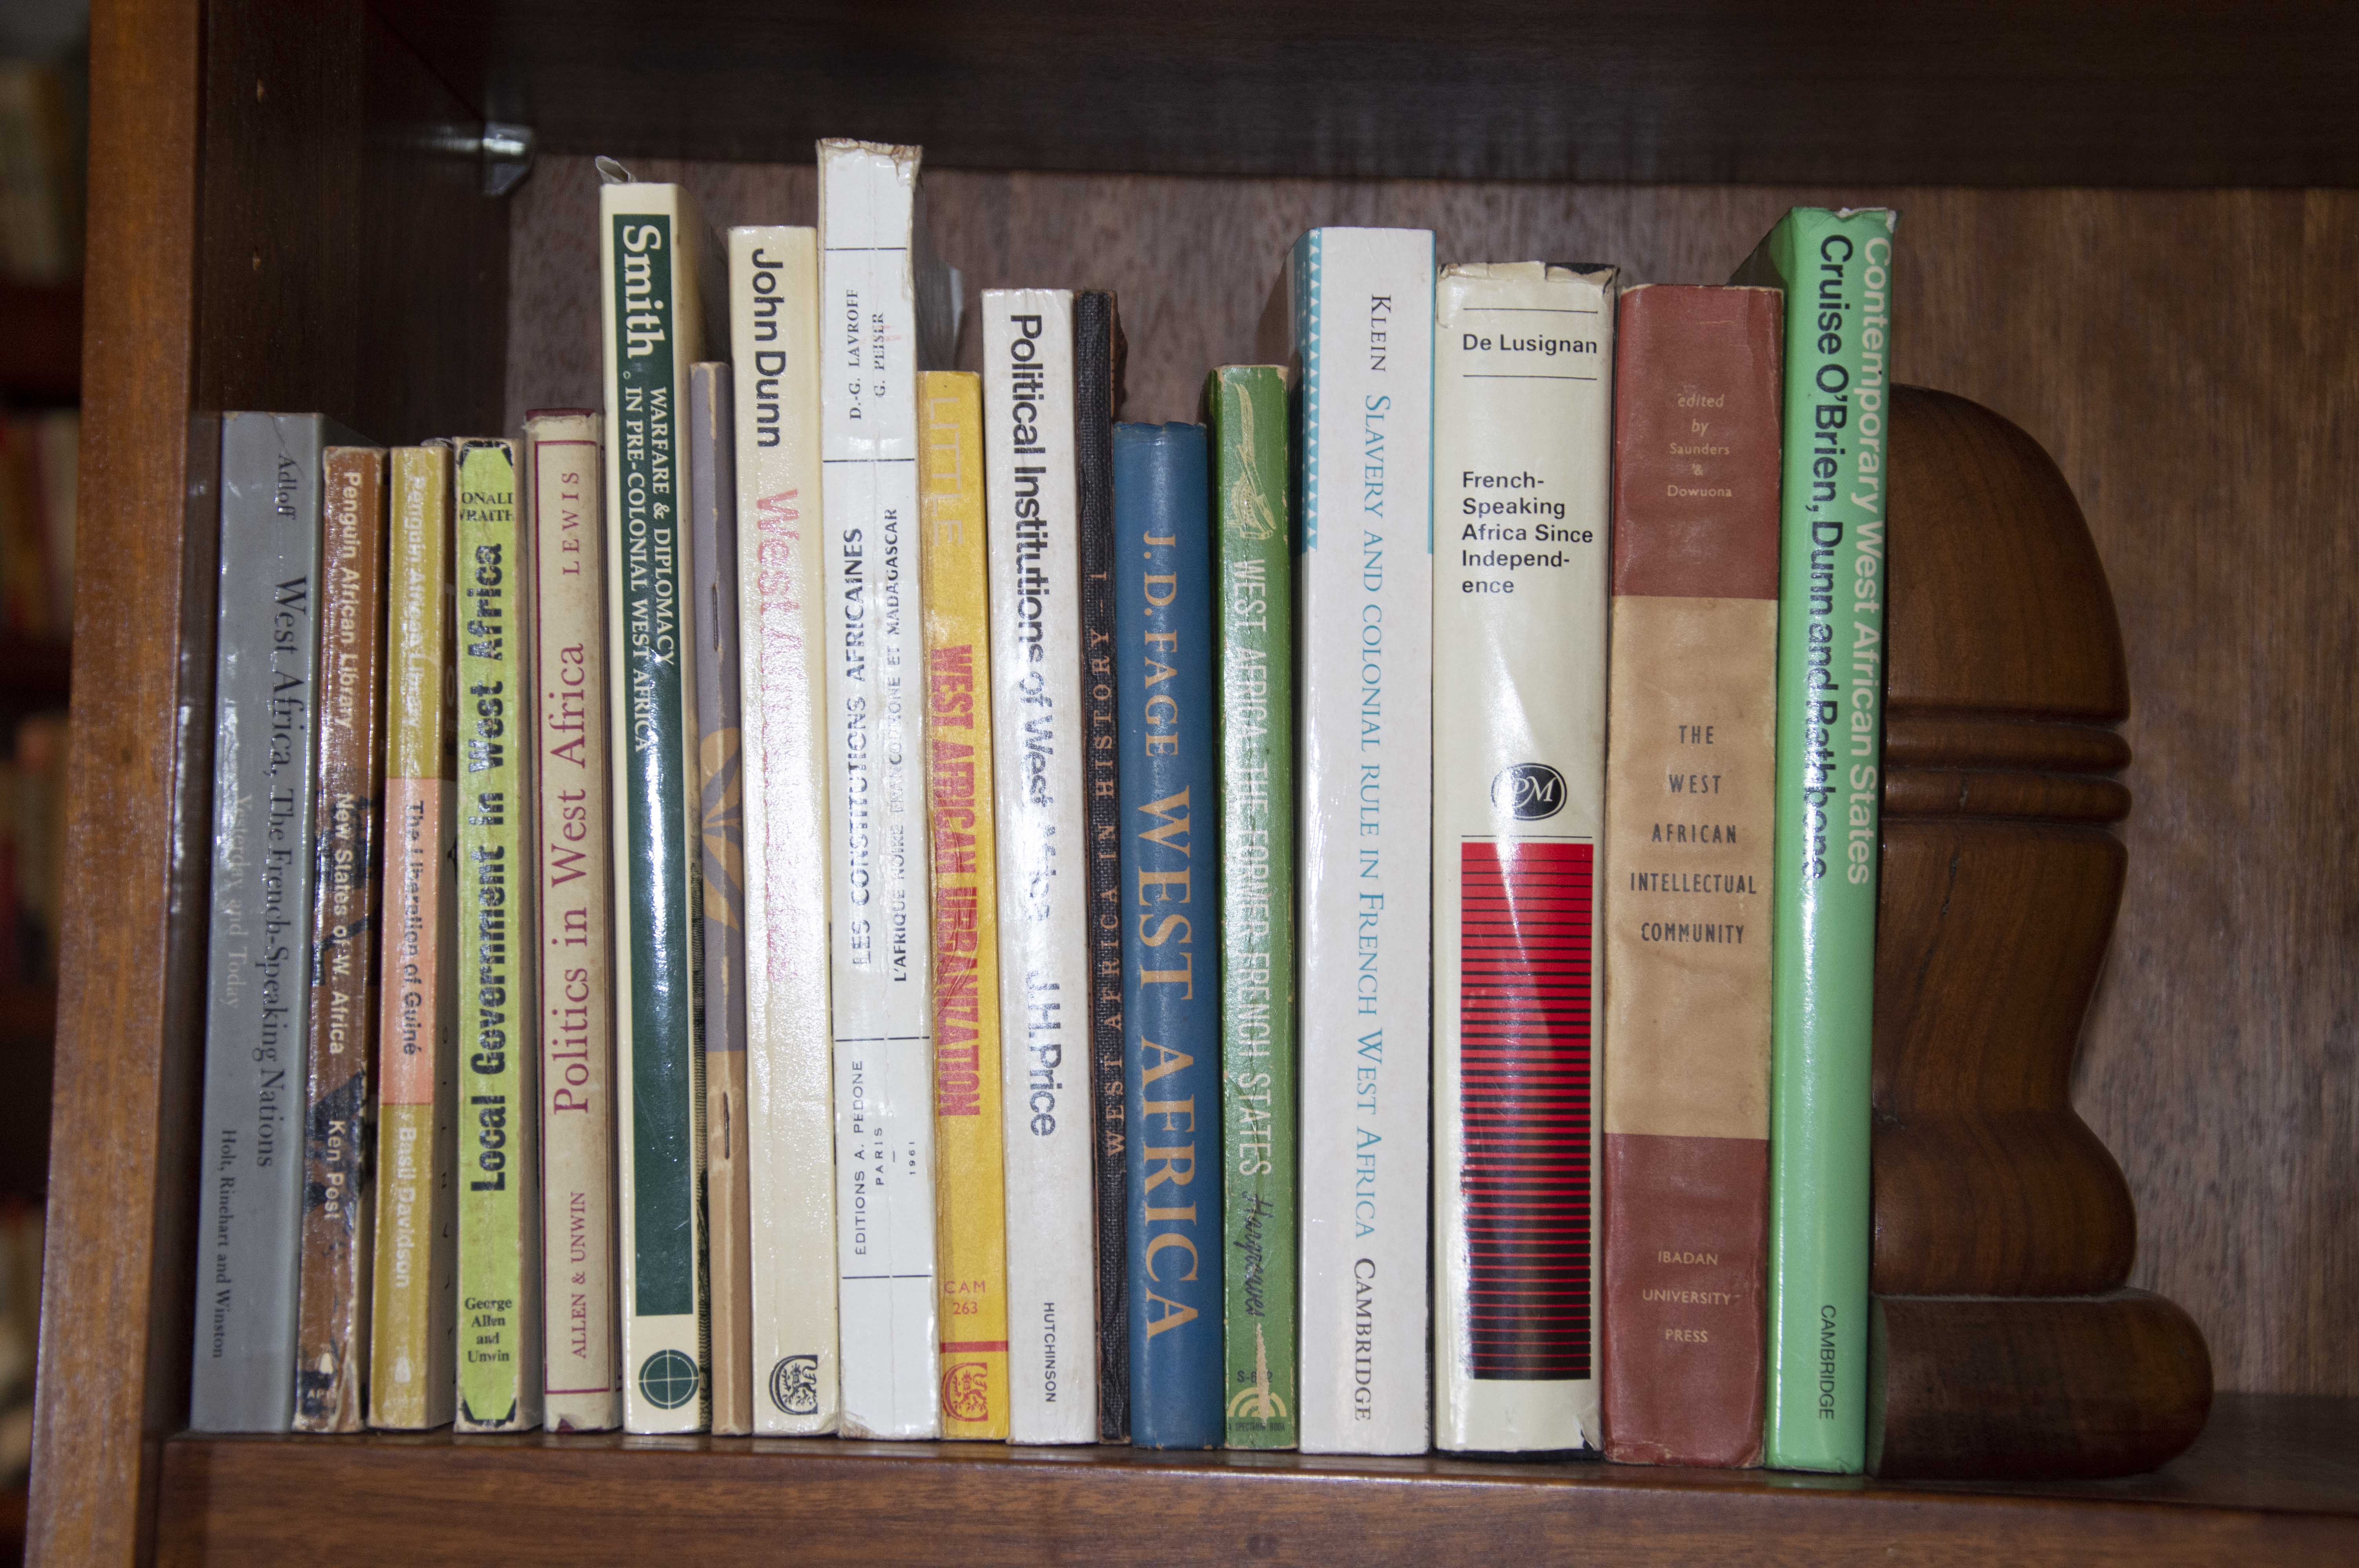 Adloff West Africa, The French-Speaking Nations
Yesterday and Today
Holt, Rinehart and Winston
Penguin African Library New States of W. Africa Ken Post
AP12
Penguin African Library The Liberation of Guiné Basil Davidson
Local Government in West Africa
George
Allen
and
Unwin
Politics in West Africa LEWIS
ALLEN & UNWIN
Smith
WARFARE & DIPLOMACY
IN PRE-COLONIAL WEST AFRICA
John Dunn West
D.-G. LAVROFF
G. PEISER
LES CONSTITUTIONS AFRICAINES
L'AFRIQUE NOIRE FRANCOPHONE ET MADAGASCAR
EDITIONS A. PEDONE
PARIS
1961
LITTLE WEST AFRICAN URBANIZATION
CAM
263
Political Institutions of West Africa J.H.Price
HUTCHINSON
WEST AFRICA IN HISTORY I
J.D.FAGE WEST AFRICA
WEST AFRICA: THE FORMER FRENCH STATES Hargreaves
A SPECTRUM BOOK
KLEIN SLAVERY AND COLONIAL RULE IN FRENCH WEST AFRICA CAMBRIDGE
De Lusignan
French-
Speaking
Africa Since
Independ-
ence
PM
edited
by
Saunders
&
Dowuona
THE
WEST
AFRICAN
INTELLECTUAL
COMMUNITY
IBADAN
UNIVERSITY
PRESS
Contemporary West African States
Cruise O'Brien, Dunn and Rathbone
CAMBRIDGE